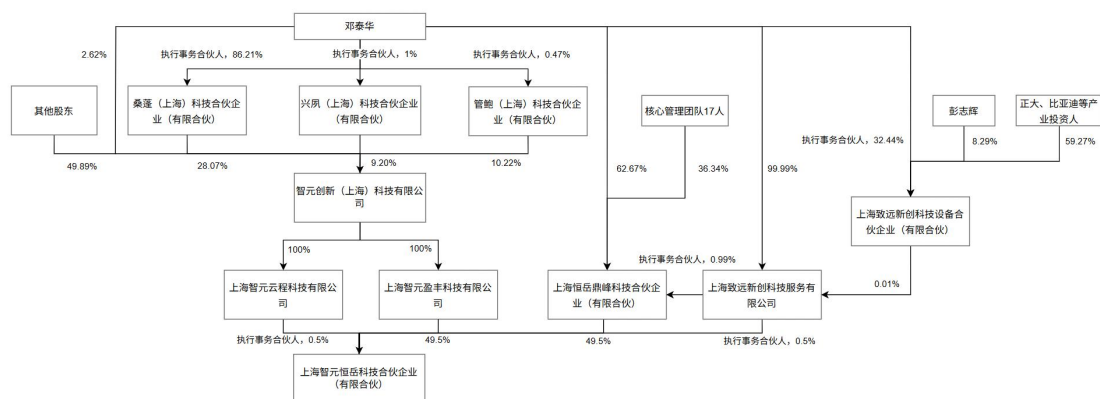 邓泰华
2.62%
执行事务合伙人，86.21%
执行事务合伙人，1%
执行事务合伙人，0.47%
其他股东
桑蓬（上海）科技合伙企
业（有限合伙）
兴夙（上海）科技合伙企业
（有限合伙）
管鲍（上海）科技合伙企
业（有限合伙）
核心管理团队17人
彭志辉
正大、比亚迪等产
业投资人
执行事务合伙人，32.44%
8.29%
59.27%
49.89%
28.07%
9.20%
10.22%
62.67%
36.34%
99.99%
智元创新（上海）科技有限公
司
上海致远新创科技设备合
伙企业（有限合伙）
100%
100%
执行事务合伙人，0.99%
0.01%
上海智元云程科技有限公
司
上海智元盈丰科技有限公
司
上海恒岳鼎峰科技合伙企
业（有限合伙）
上海致远新创科技服务有
限公司
执行事务合伙人，0.5%
49.5%
49.5%
执行事务合伙人，0.5%
上海智元恒岳科技合伙企业
（有限合伙）